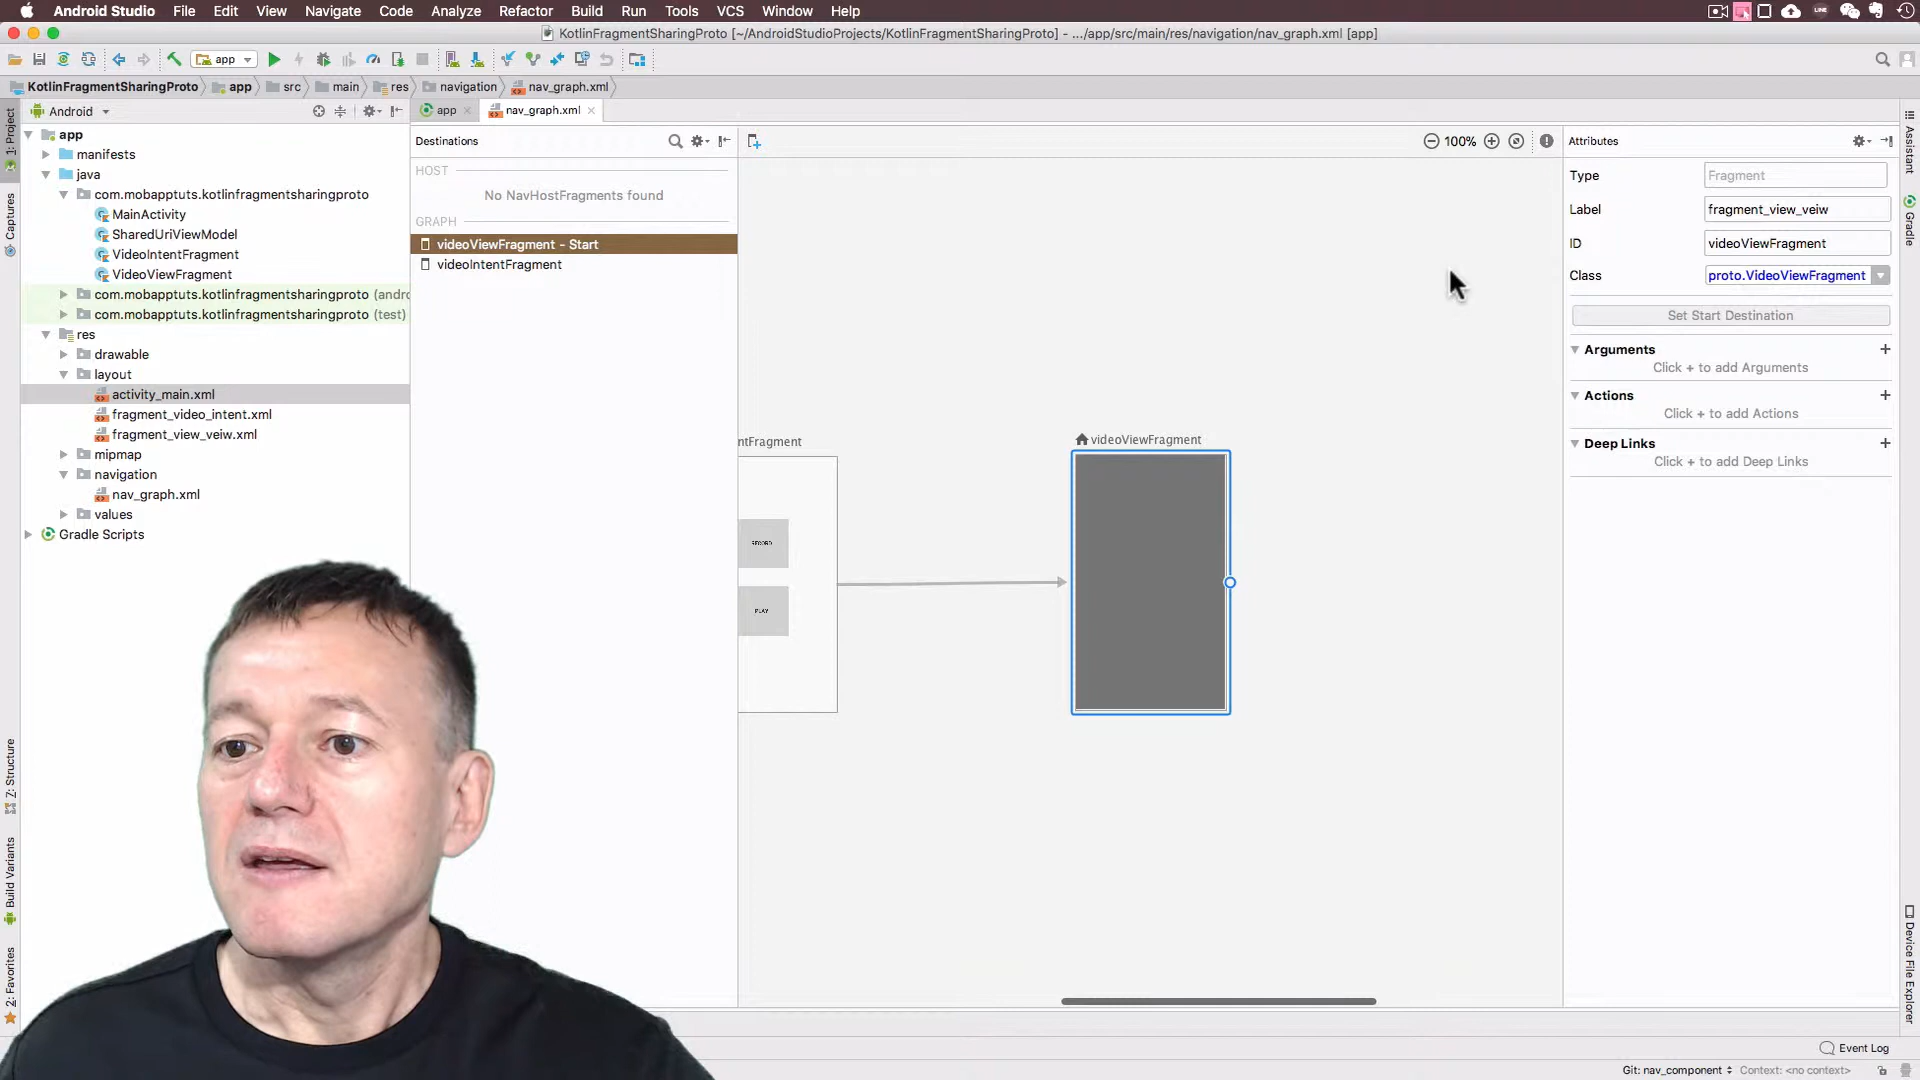 Android Studio File Edit View Navigate Code Analyze Refactor Build Run Tools VCS Window Help
KotlinFragmentSharingProto [~/AndroidStudioProjects/KotlinFragmentSharingProto] - .../app/src/main/res/navigation/nav_graph.xml [app]
app
KotlinFragmentSharingProto app src main res navigation nav_graph.xml
Android
app nav_graph.xml
1: Project
Captures
Z: Structure
Build Variants
2: Favorites
app
manifests
java
com.mobapptuts.kotlinfragmentsharingproto
MainActivity
SharedUriViewModel
VideoIntentFragment
VideoViewFragment
com.mobapptuts.kotlinfragmentsharingproto (andro
com.mobapptuts.kotlinfragmentsharingproto (test)
res
drawable
layout
activity_main.xml
fragment_video_intent.xml
fragment_view_veiw.xml
mipmap
navigation
nav_graph.xml
values
Gradle Scripts
Destinations
HOST
No NavHostFragments found
GRAPH
videoViewFragment - Start
videoIntentFragment
100%
ntFragment
RECORD
PLAY
videoViewFragment
Attributes
Type Fragment
Label fragment_view_veiw
ID videoViewFragment
Class proto.VideoViewFragment
Set Start Destination
Arguments
Click + to add Arguments
Actions
Click + to add Actions
Deep Links
Click + to add Deep Links
Assistant
Gradle
Device File Explorer
Event Log
Git: nav_component Context: <no context>